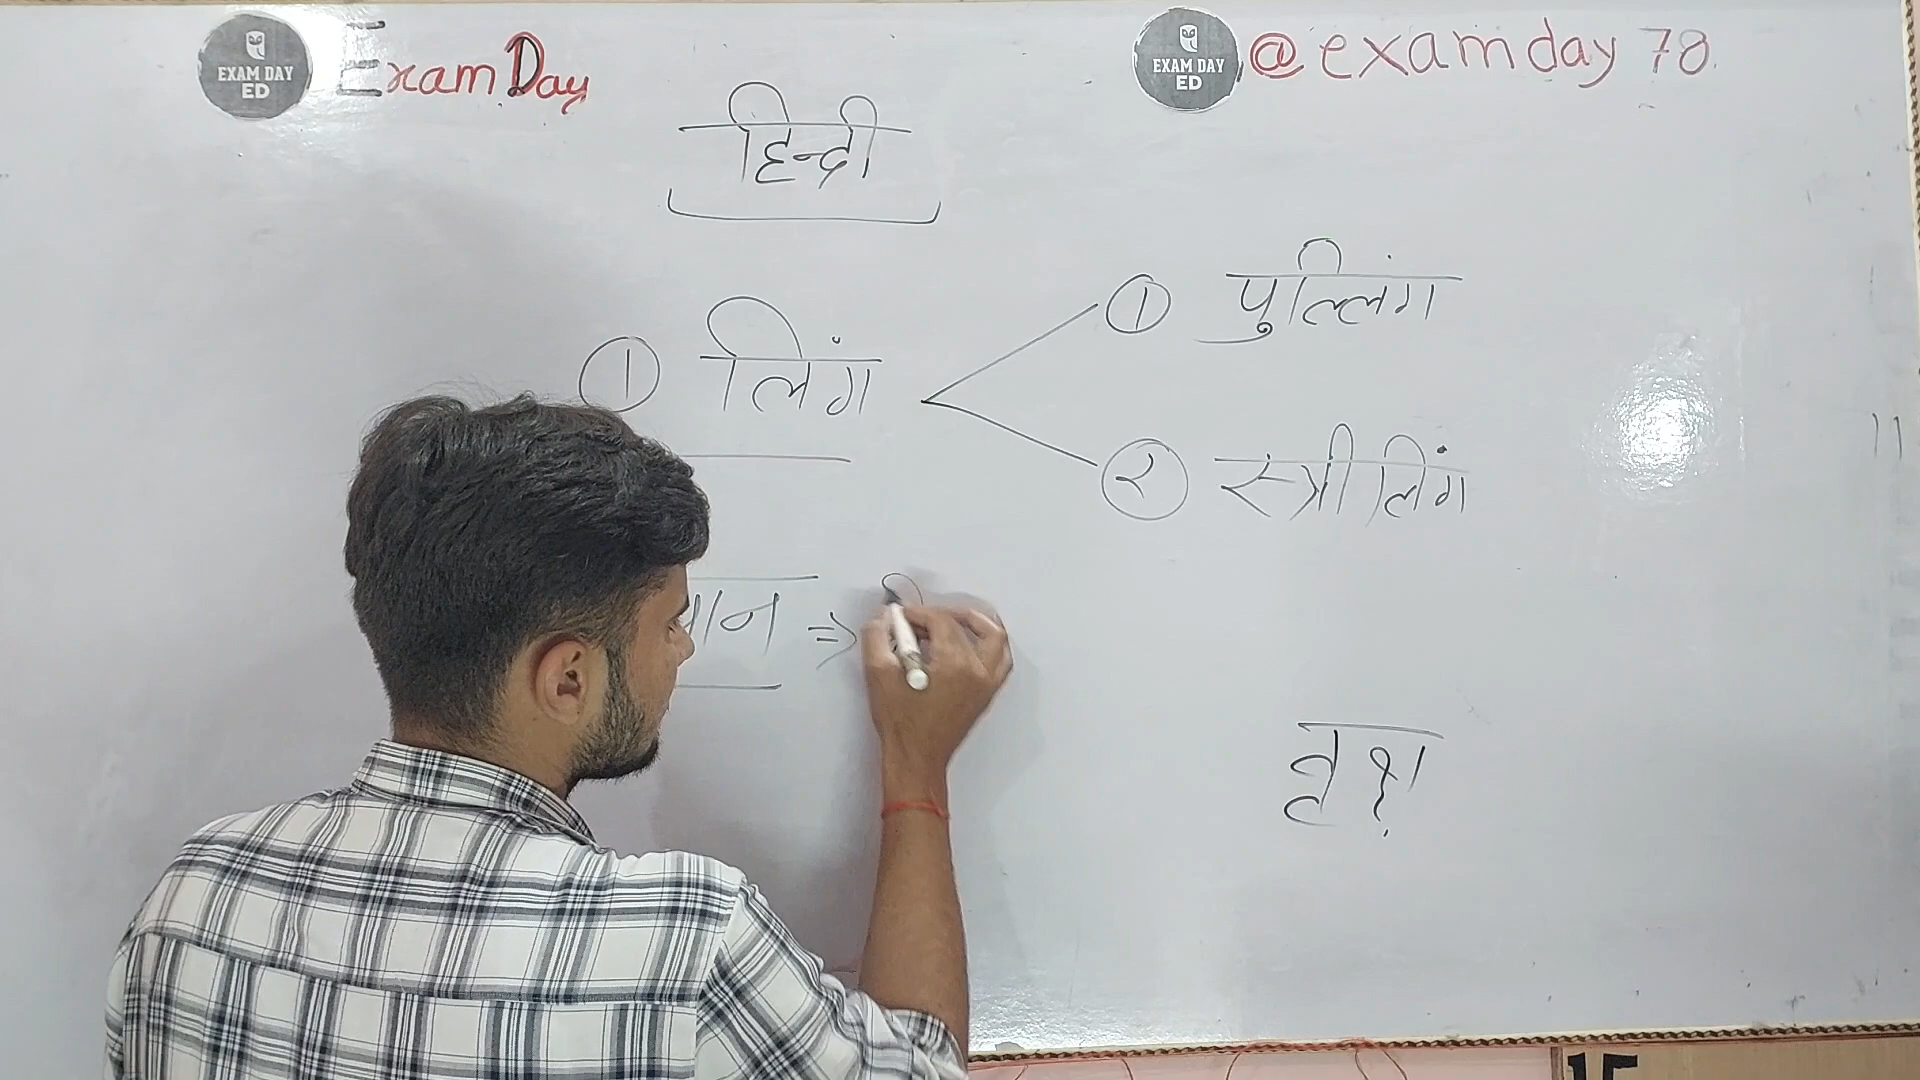 EXAM DAY
ED
Exam Day
EXAM DAY
ED
@examday 78
हिन्दी
① लिंग
① पुल्लिंग
② स्त्रीलिंग
⇒
वृक्ष